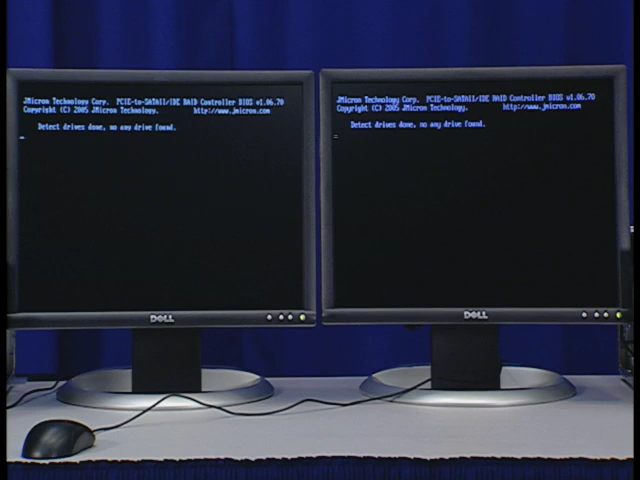 JMicron Technology Corp.  PCIE-to-SATAII/IDE RAID Controller BIOS v1.06.70
Copyright (C) 2005 JMicron Technology.  http://www.jmicron.com
Detect drives done, no any drive found.
DELL
JMicron Technology Corp.  PCIE-to-SATAII/IDE RAID Controller BIOS v1.06.70
Copyright (C) 2005 JMicron Technology.  http://www.jmicron.com
Detect drives done, no any drive found.
DELL